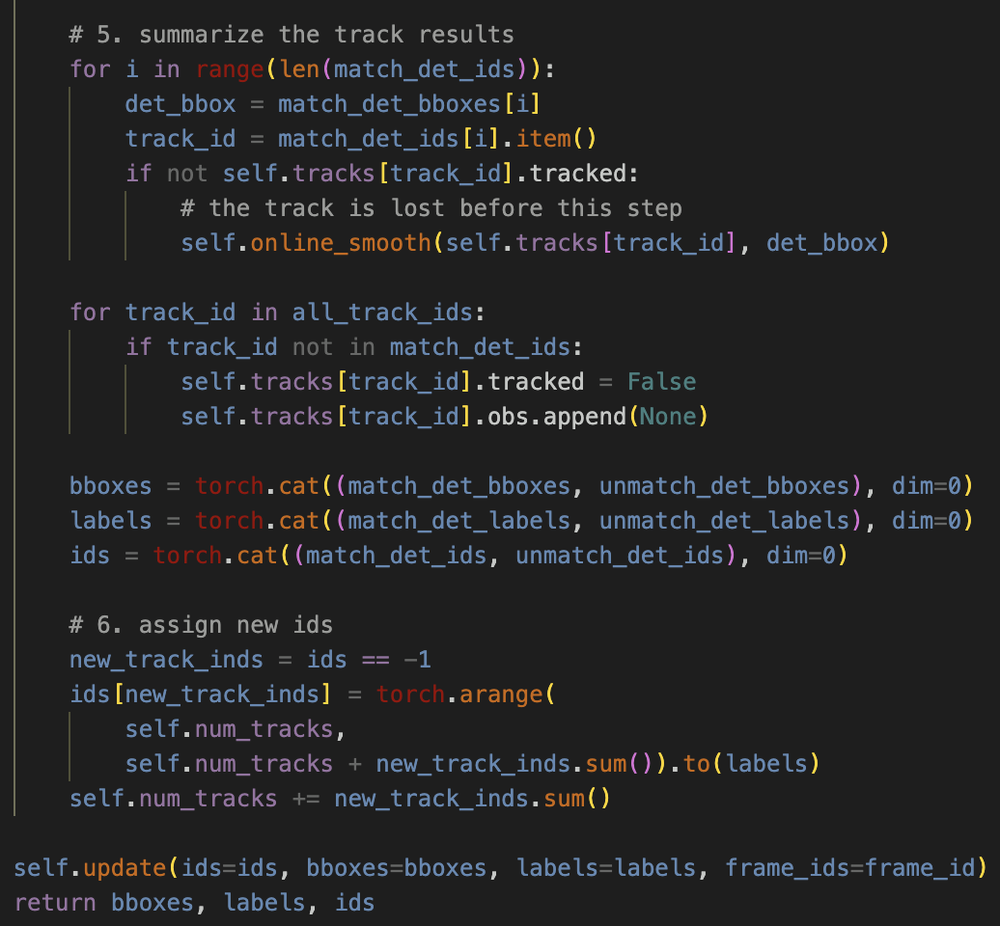 # 5. summarize the track results
for i in range(len(match_det_ids)):
det_bbox = match_det_bboxes[i]
track_id = match_det_ids[i].item()
if not self.tracks[track_id].tracked:
# the track is lost before this step
self.online_smooth(self.tracks[track_id], det_bbox)
for track_id in all_track_ids:
if track_id not in match_det_ids:
self.tracks[track_id].tracked = False
self.tracks[track_id].obs.append(None)
bboxes = torch.cat((match_det_bboxes, unmatch_det_bboxes), dim=0)
labels = torch.cat((match_det_labels, unmatch_det_labels), dim=0)
ids = torch.cat((match_det_ids, unmatch_det_ids), dim=0)
# 6. assign new ids
new_track_inds = ids == -1
ids[new_track_inds] = torch.arange(
self.num_tracks,
self.num_tracks + new_track_inds.sum()).to(labels)
self.num_tracks += new_track_inds.sum()
self.update(ids=ids, bboxes=bboxes, labels=labels, frame_ids=frame_id)
return bboxes, labels, ids